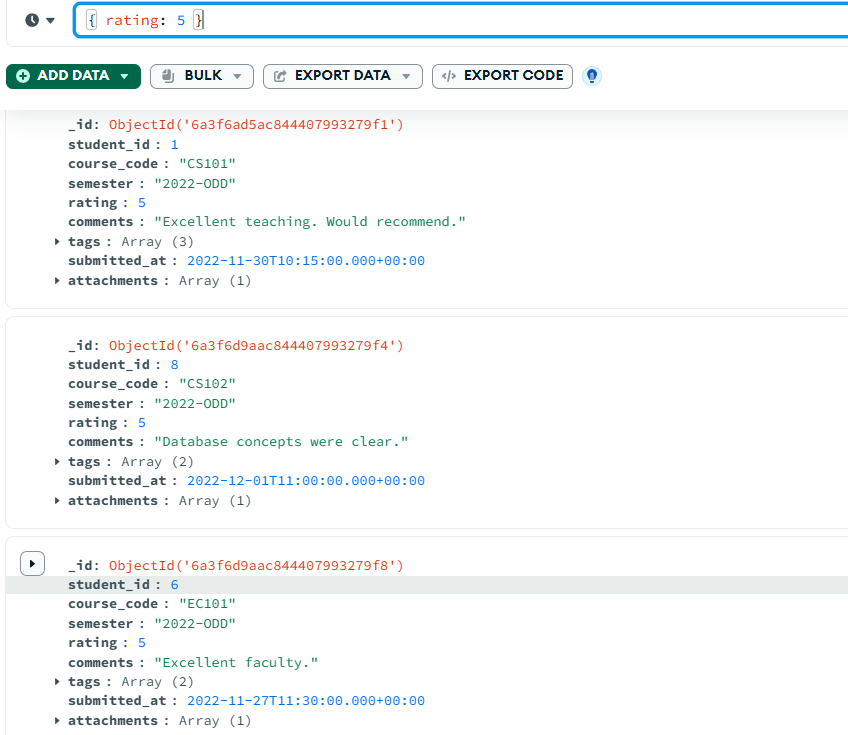 { rating: 5 }
ADD DATA BULK EXPORT DATA </> EXPORT CODE
_id: ObjectId('6a3f6ad5ac844407993279f1')
student_id : 1
course_code : "CS101"
semester : "2022-ODD"
rating : 5
comments : "Excellent teaching. Would recommend."
tags : Array (3)
submitted_at : 2022-11-30T10:15:00.000+00:00
attachments : Array (1)
_id: ObjectId('6a3f6d9aac844407993279f4')
student_id : 8
course_code : "CS102"
semester : "2022-ODD"
rating : 5
comments : "Database concepts were clear."
tags : Array (2)
submitted_at : 2022-12-01T11:00:00.000+00:00
attachments : Array (1)
_id: ObjectId('6a3f6d9aac844407993279f8')
student_id : 6
course_code : "EC101"
semester : "2022-ODD"
rating : 5
comments : "Excellent faculty."
tags : Array (2)
submitted_at : 2022-11-27T11:30:00.000+00:00
attachments : Array (1)